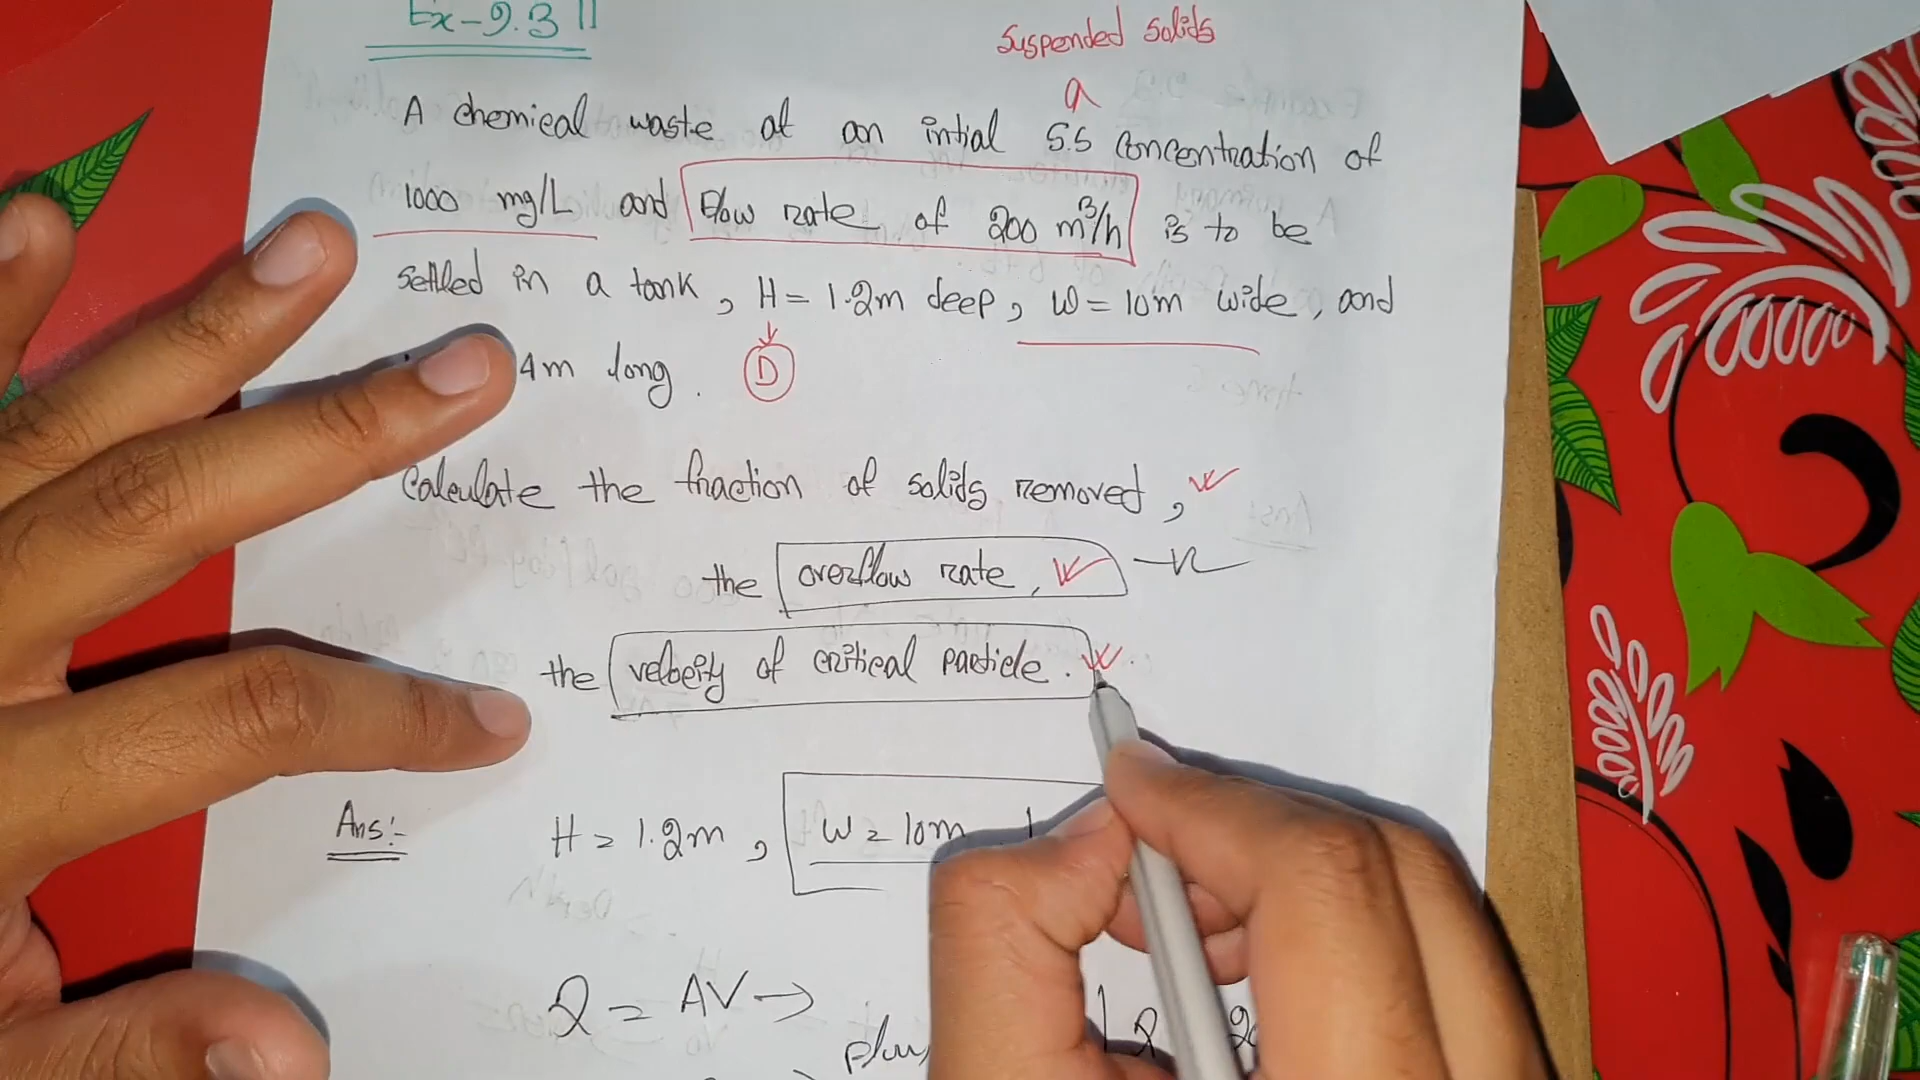 Ex-9.3
suspended solids
A chemical waste at an intial S.S concentration of
1000 mg/L and Flow rate of 200 m³/h is to be
settled in a tank, H = 1.2m deep, W = 10m wide, and
4m long. D
Calculate the fraction of solids removed,
the overflow rate,
the velocity of critical particle.
Ans:- H = 1.2m, W = 10m
Q = AV →